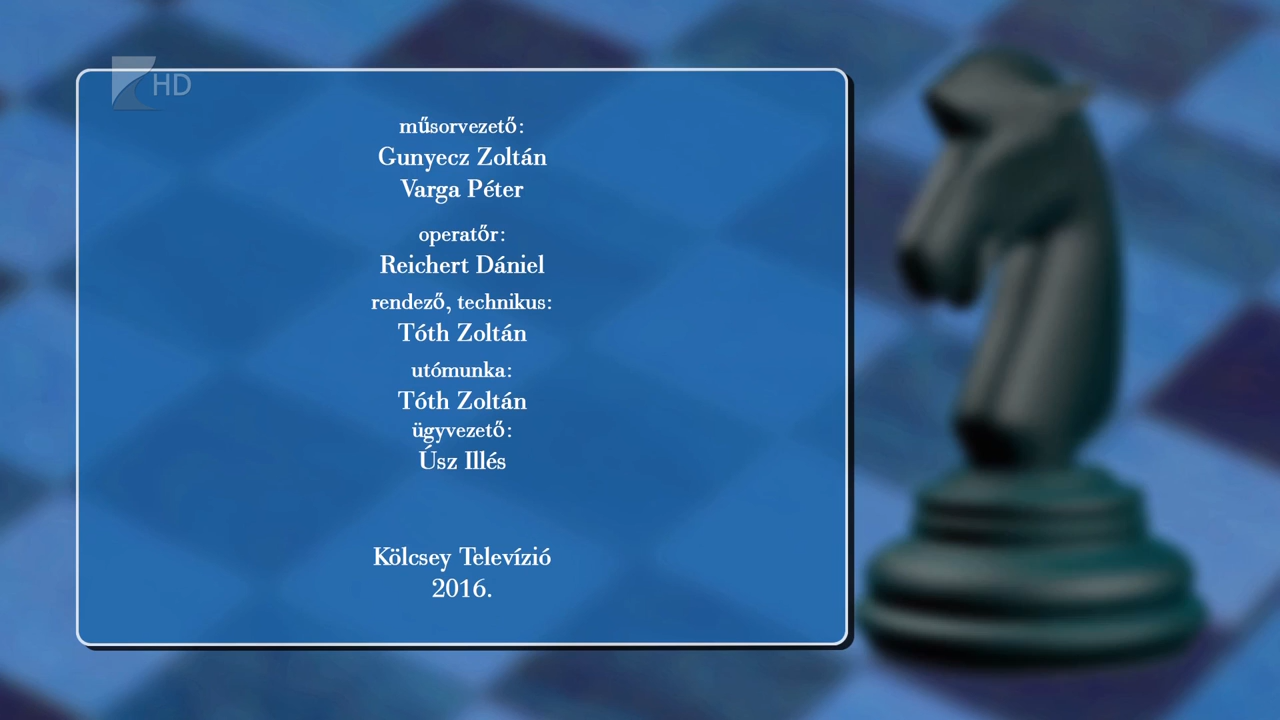 HD
műsorvezető:
Gunyecz Zoltán
Varga Péter
operatőr:
Reichert Dániel
rendező, technikus:
Tóth Zoltán
utómunka:
Tóth Zoltán
ügyvezető:
Úsz Illés
Kölcsey Televízió
2016.